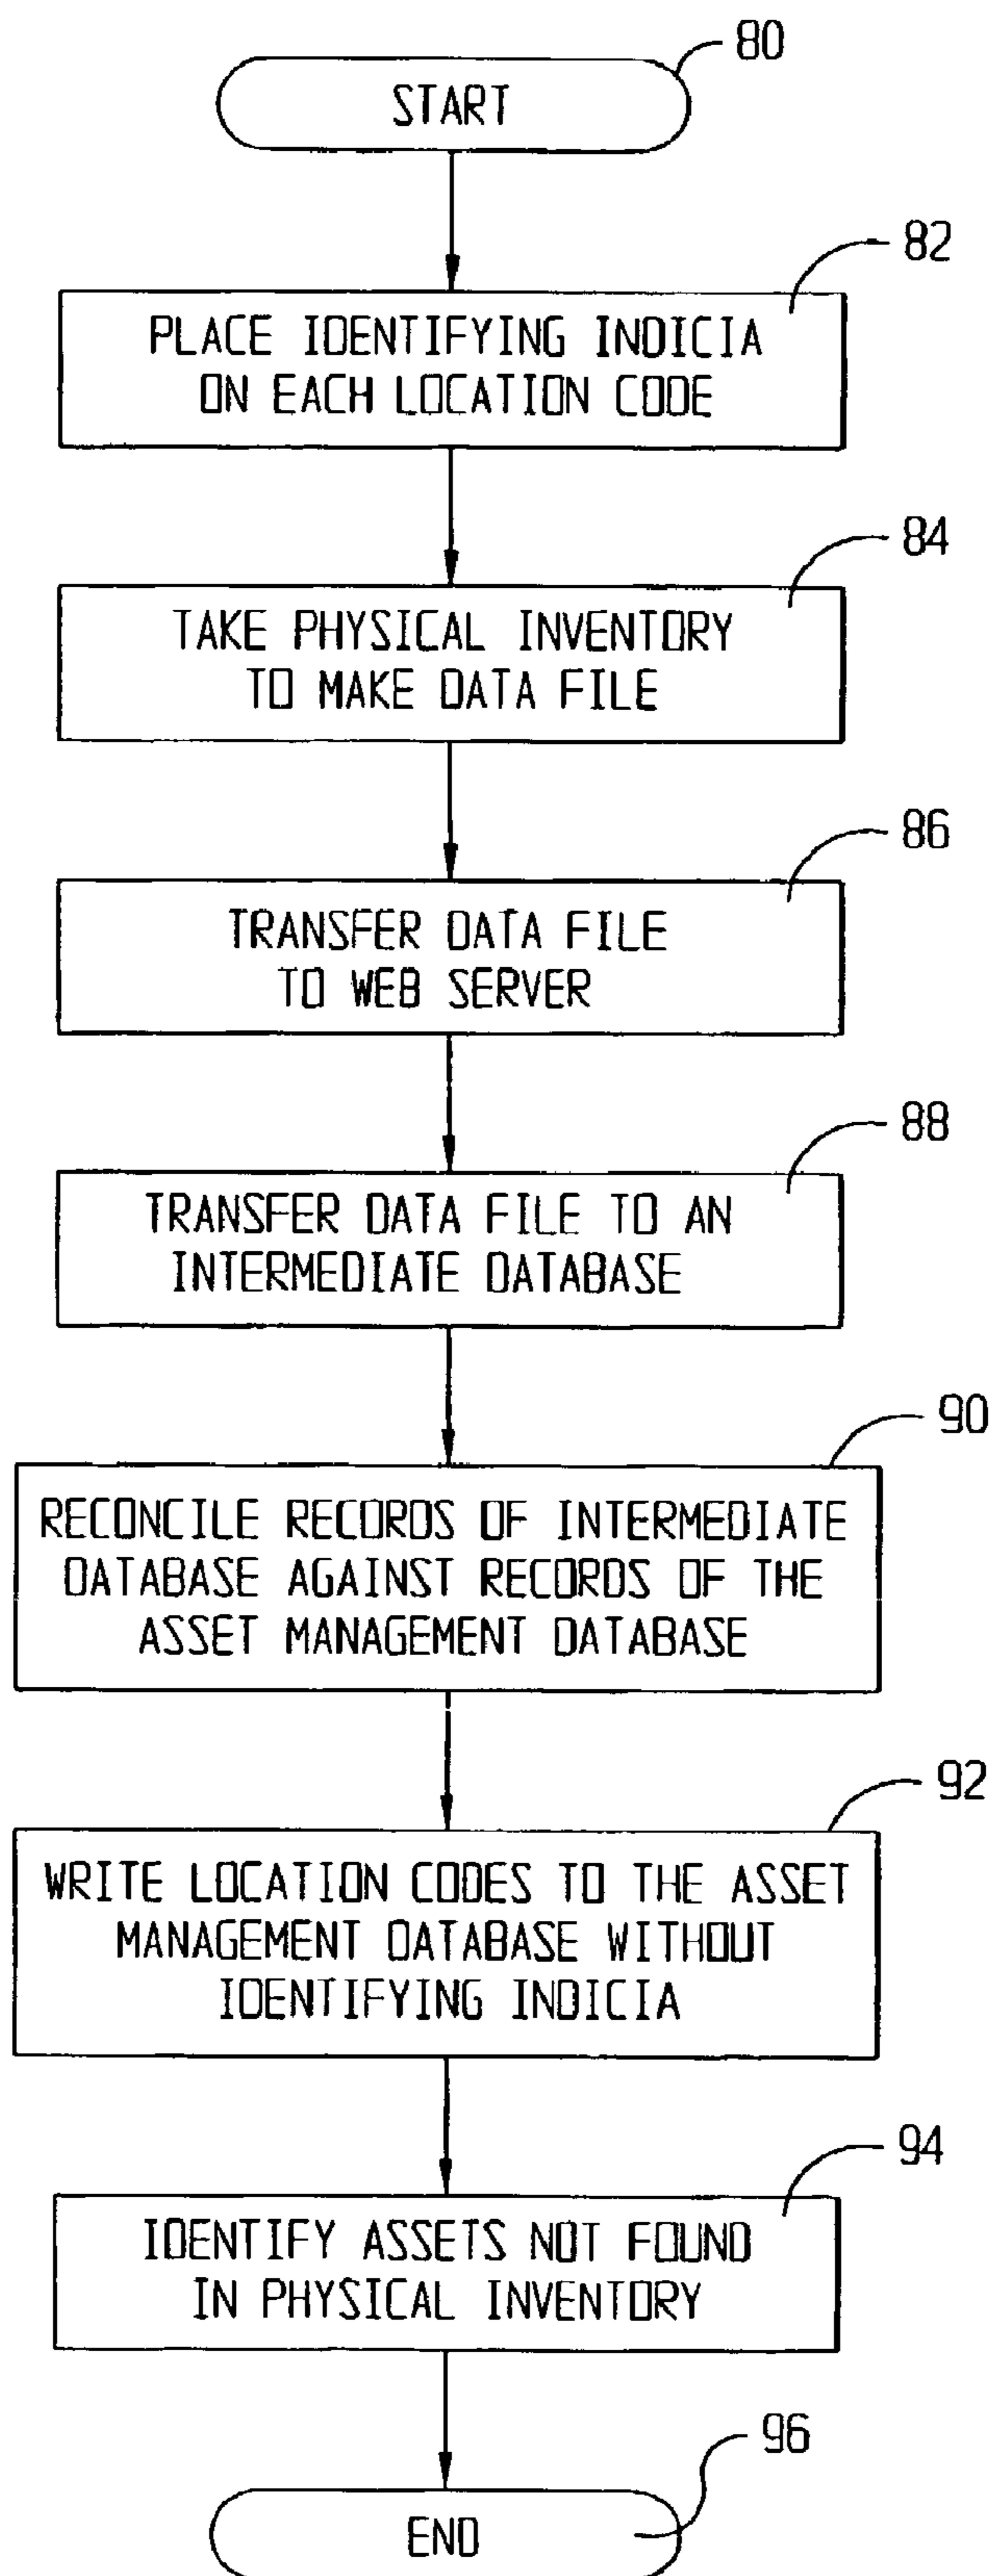 80
START
82
PLACE IDENTIFYING INDICIA
ON EACH LOCATION CODE
84
TAKE PHYSICAL INVENTORY
TO MAKE DATA FILE
86
TRANSFER DATA FILE
TO WEB SERVER
88
TRANSFER DATA FILE TO AN
INTERMEDIATE DATABASE
90
RECONCILE RECORDS OF INTERMEDIATE
DATABASE AGAINST RECORDS OF THE
ASSET MANAGEMENT DATABASE
92
WRITE LOCATION CODES TO THE ASSET
MANAGEMENT DATABASE WITHOUT
IDENTIFYING INDICIA
94
IDENTIFY ASSETS NOT FOUND
IN PHYSICAL INVENTORY
96
END